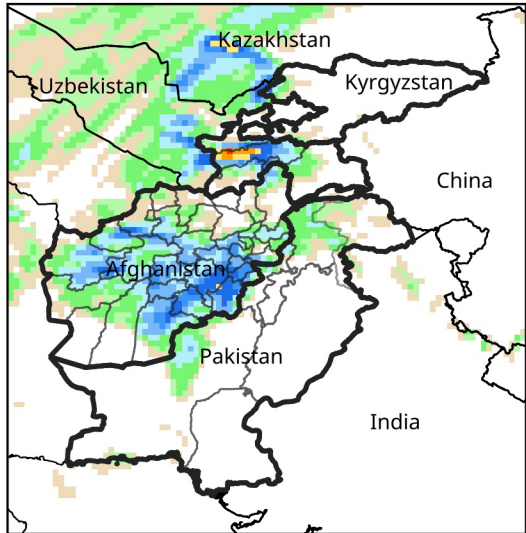 Kazakhstan
Uzbekistan
Kyrgyzstan
China
Afghanistan
Pakistan
India